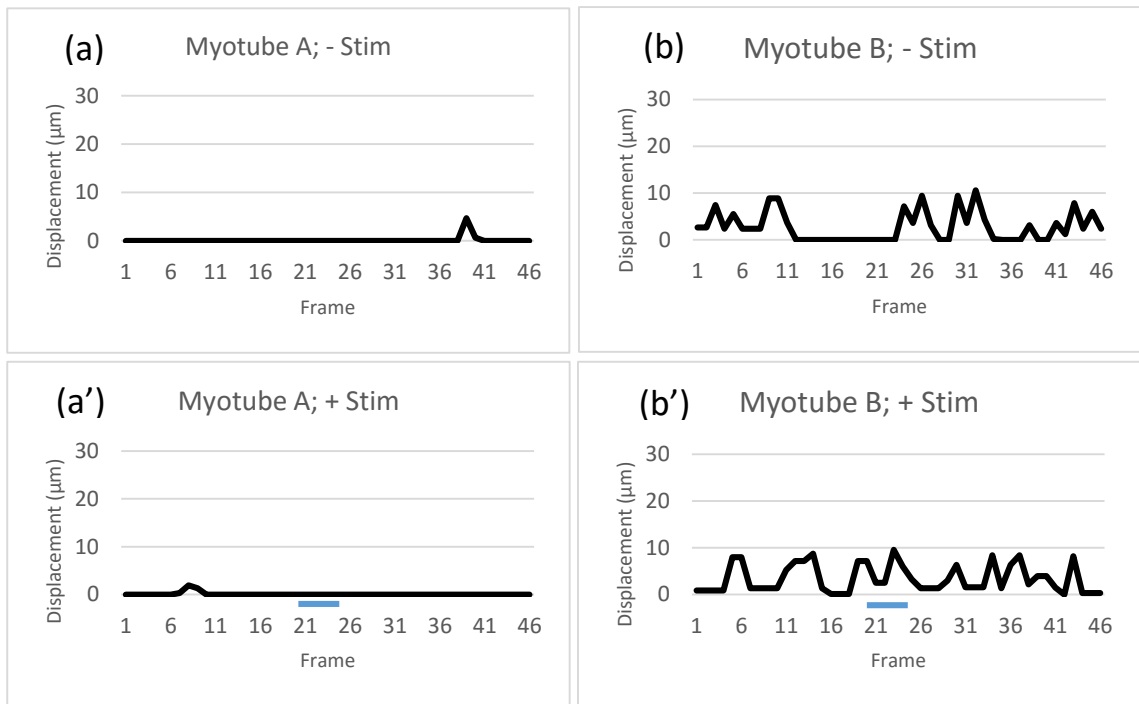 (a) Myotube A; - Stim
Displacement (µm)
30
20
10
0
1 6 11 16 21 26 31 36 41 46
Frame
(b) Myotube B; - Stim
Displacement (µm)
30
20
10
0
1 6 11 16 21 26 31 36 41 46
Frame
(a’) Myotube A; + Stim
Displacement (µm)
30
20
10
0
1 6 11 16 21 26 31 36 41 46
Frame
(b’) Myotube B; + Stim
Displacement (µm)
30
20
10
0
1 6 11 16 21 26 31 36 41 46
Frame